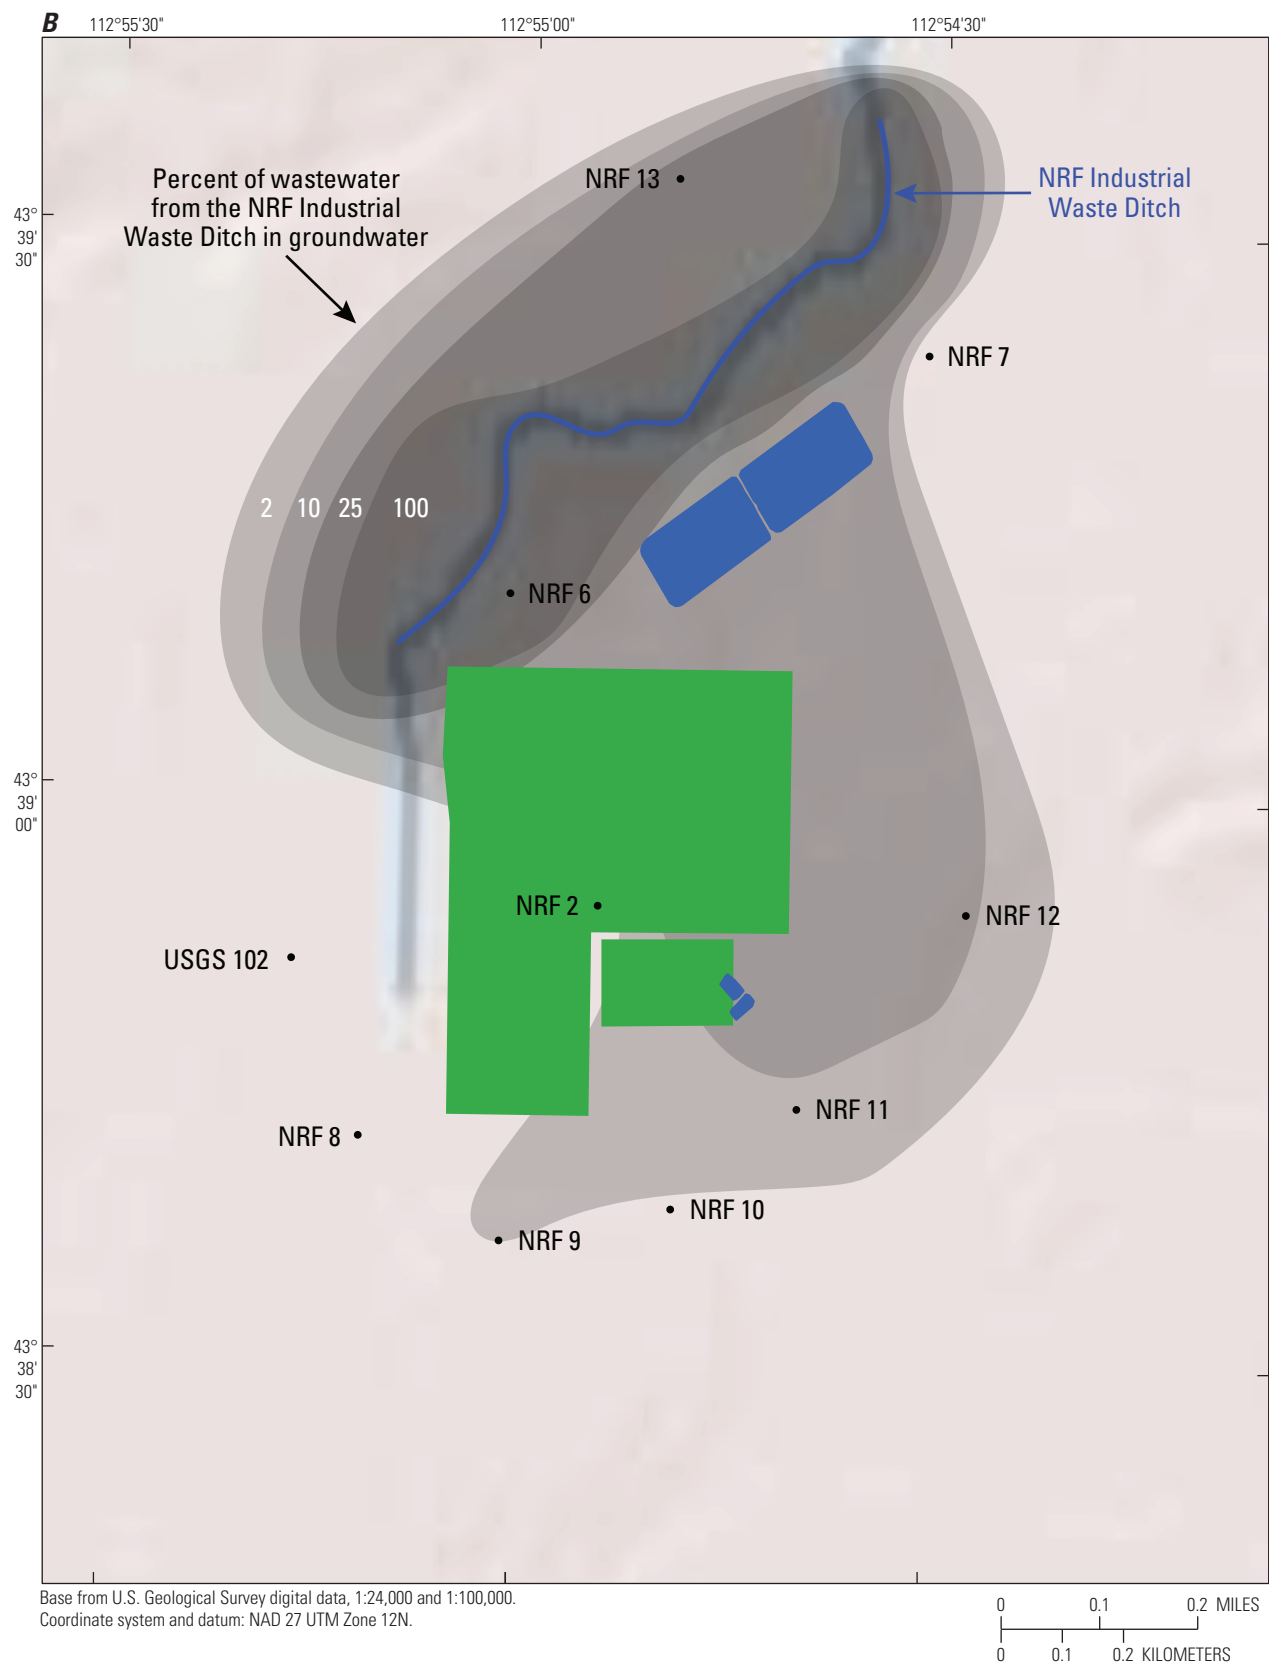 B
112°55'30"
112°55'00"
112°54'30"
Percent of wastewater
from the NRF Industrial
Waste Ditch in groundwater
NRF 13
NRF Industrial
Waste Ditch
43°
39'
30"
NRF 7
2 10 25 100
NRF 6
43°
39'
00"
NRF 2
NRF 12
USGS 102
NRF 11
NRF 8
NRF 10
NRF 9
43°
38'
30"
Base from U.S. Geological Survey digital data, 1:24,000 and 1:100,000.
Coordinate system and datum: NAD 27 UTM Zone 12N.
0 0.1 0.2 MILES
0 0.1 0.2 KILOMETERS